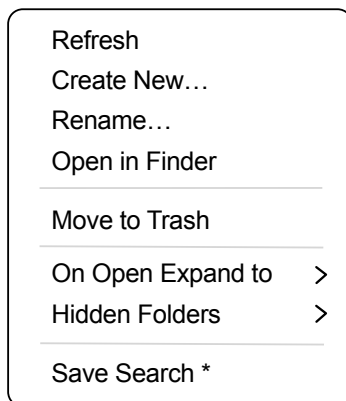 Refresh
Create New…
Rename…
Open in Finder
Move to Trash
On Open Expand to >
Hidden Folders >
Save Search *